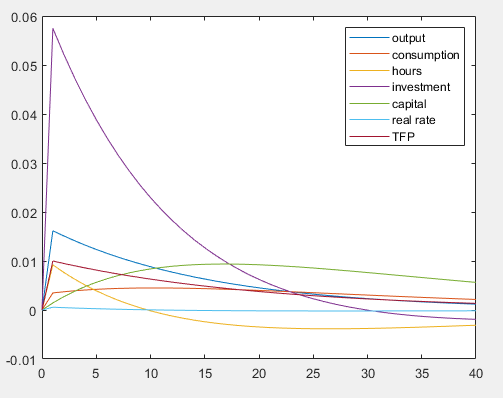 0.06
0.05
0.04
0.03
0.02
0.01
0
-0.01
output
consumption
hours
investment
capital
real rate
TFP
0 5 10 15 20 25 30 35 40